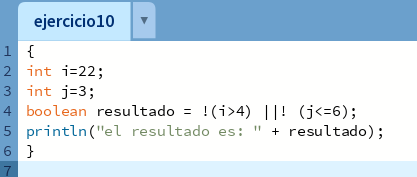 ejercicio10 ▼
1 {
2 int i=22;
3 int j=3;
4 boolean resultado = !(i>4) ||! (j<=6);
5 println("el resultado es: " + resultado);
6 }
7